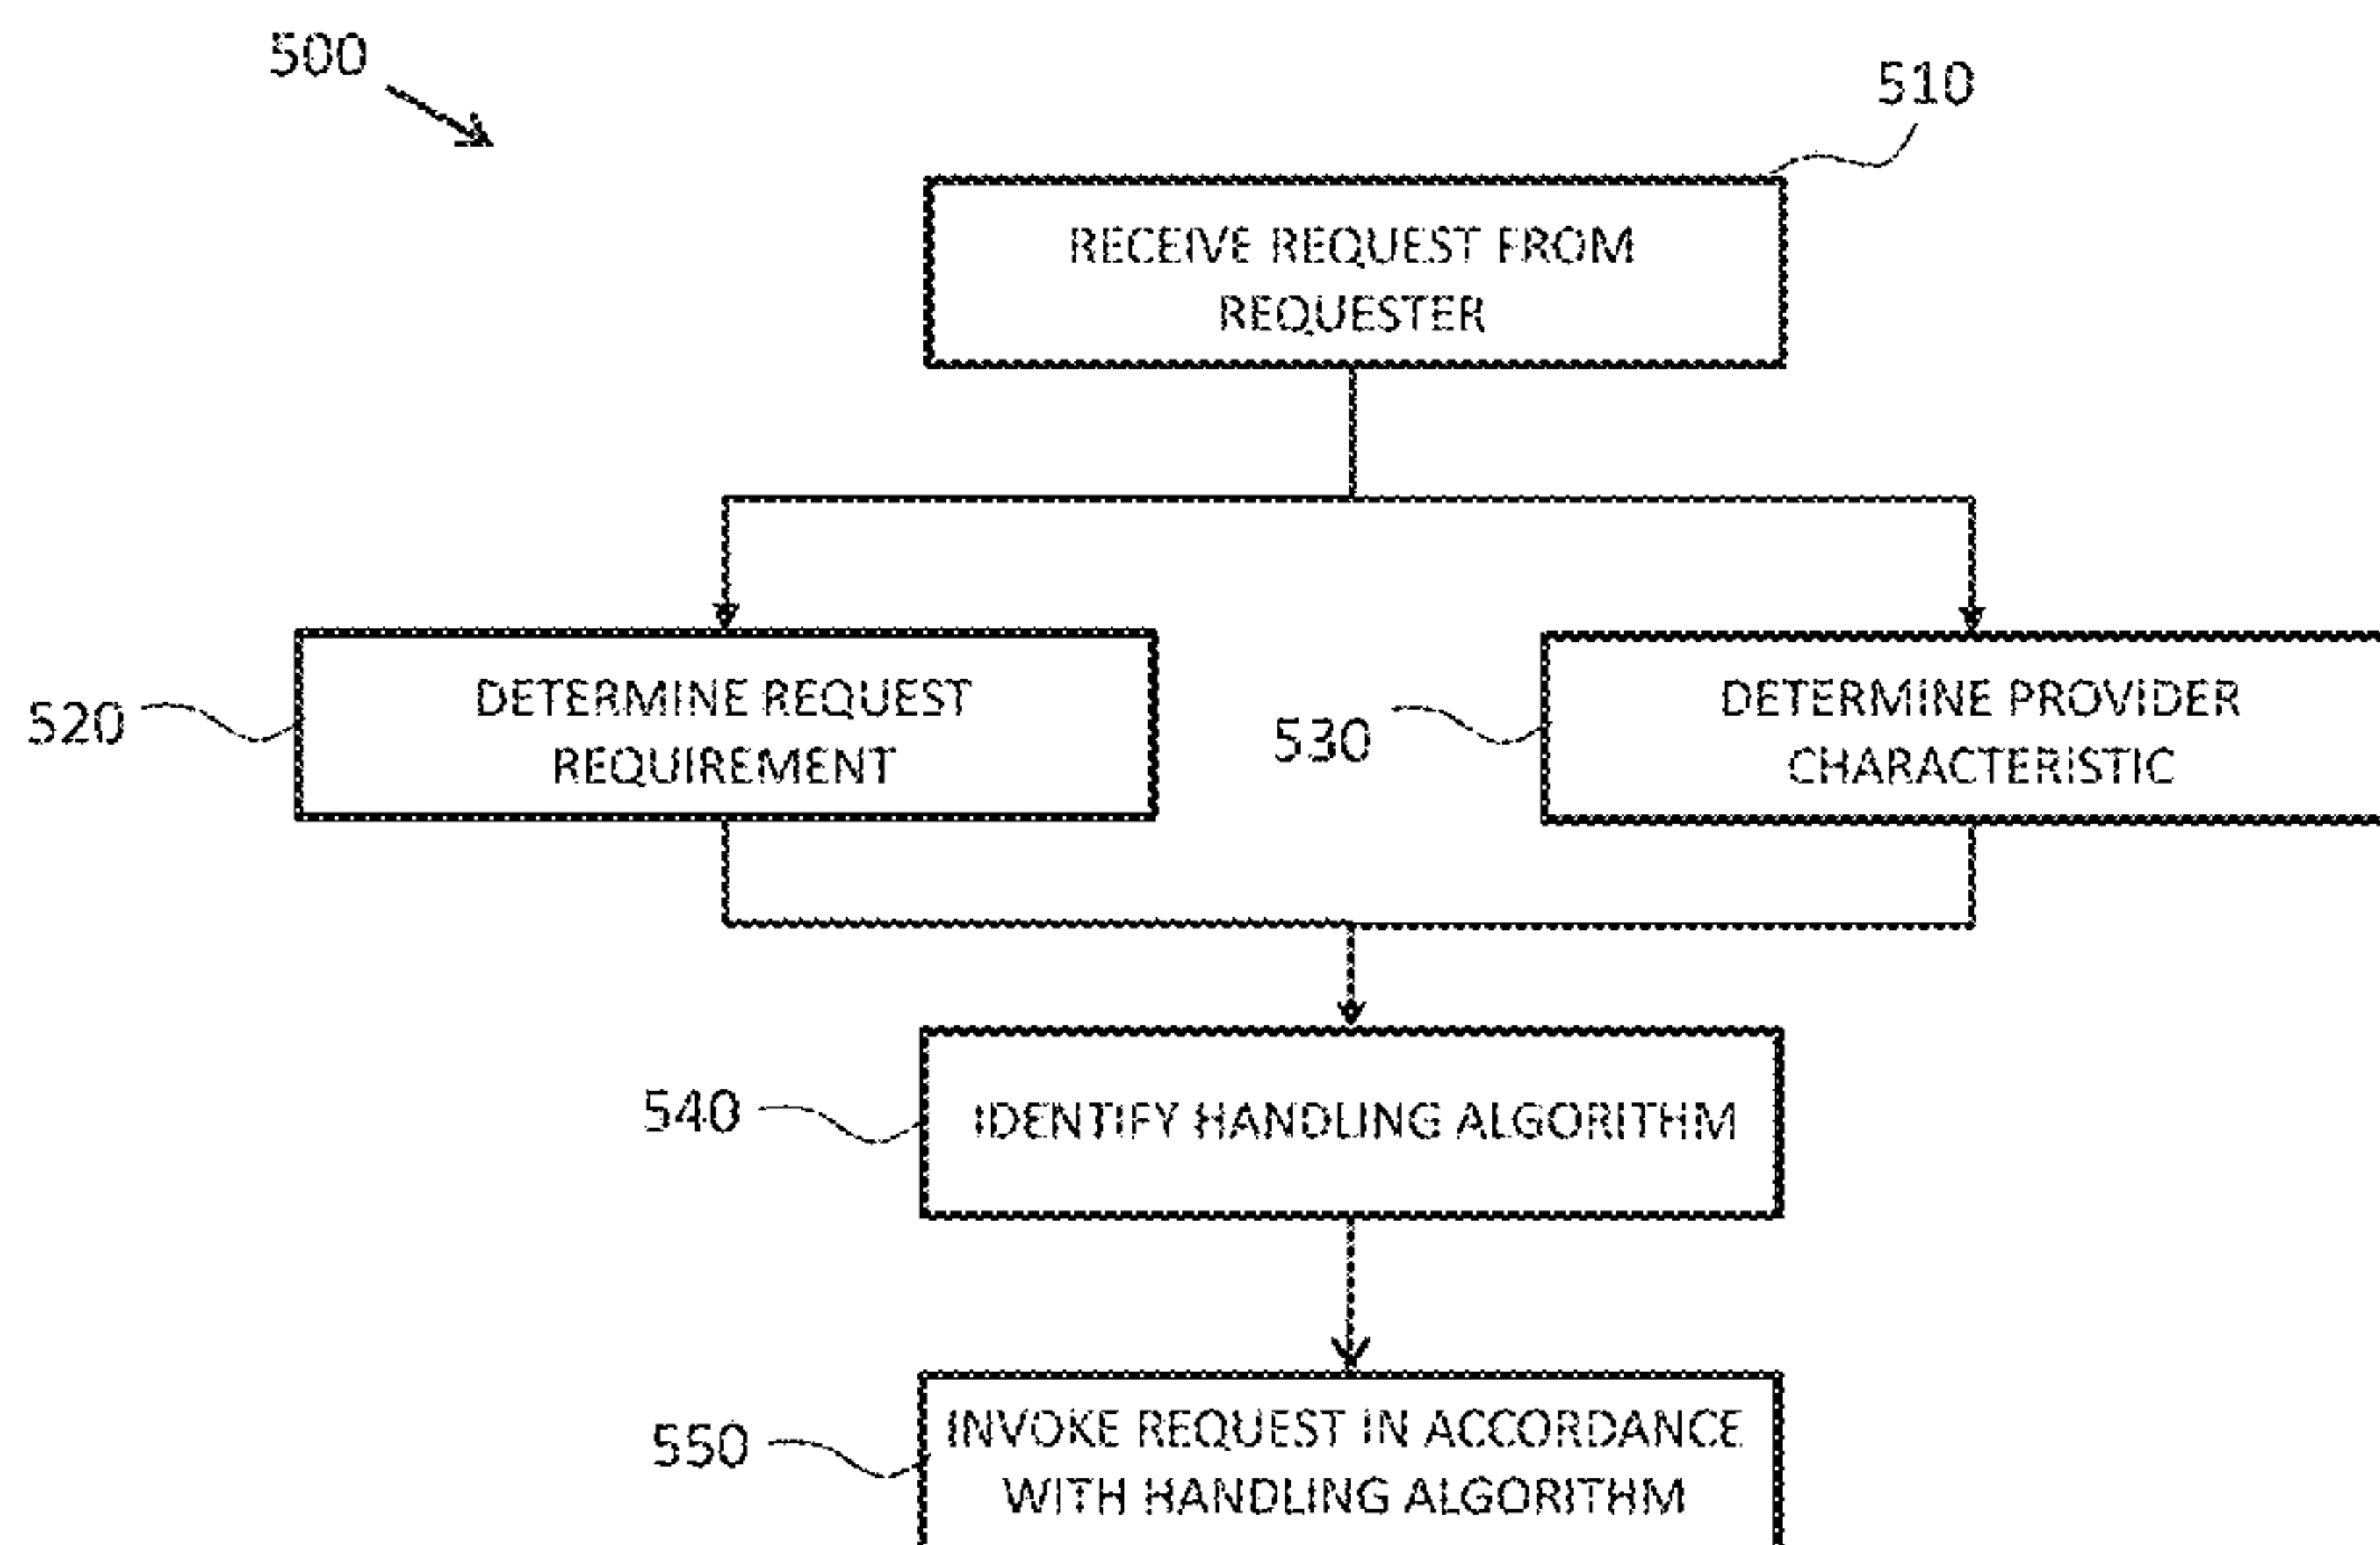 500
510
RECEIVE REQUEST FROM
REQUESTER
520
DETERMINE REQUEST
REQUIREMENT
530
DETERMINE PROVIDER
CHARACTERISTIC
540
IDENTIFY HANDLING ALGORITHM
550
INVOKE REQUEST IN ACCORDANCE
WITH HANDLING ALGORITHM